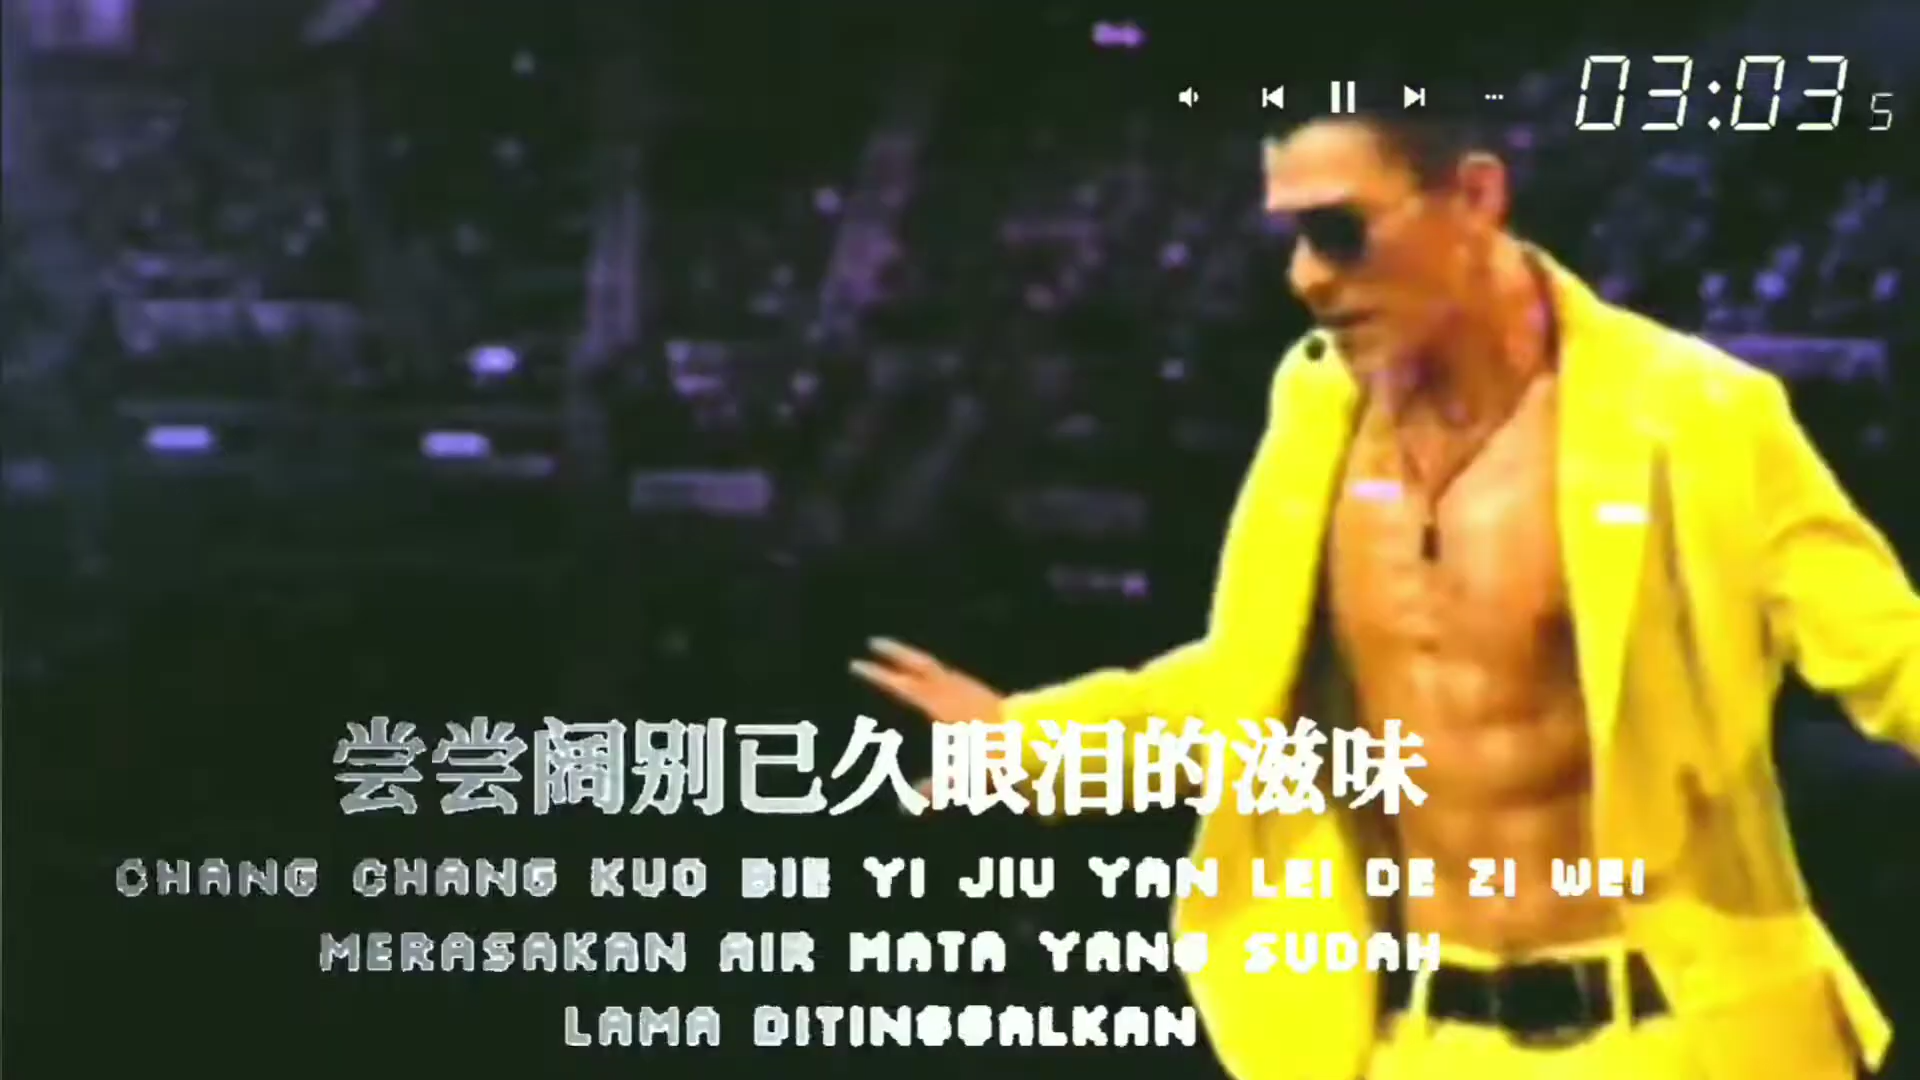 03:03 s
尝尝阔别已久眼泪的滋味
CHANG CHANG KUO BIE YI JIU YAN LEI DE ZI WEI
MERASAKAN AIR MATA YANG SUDAH
LAMA DITINGGALKAN